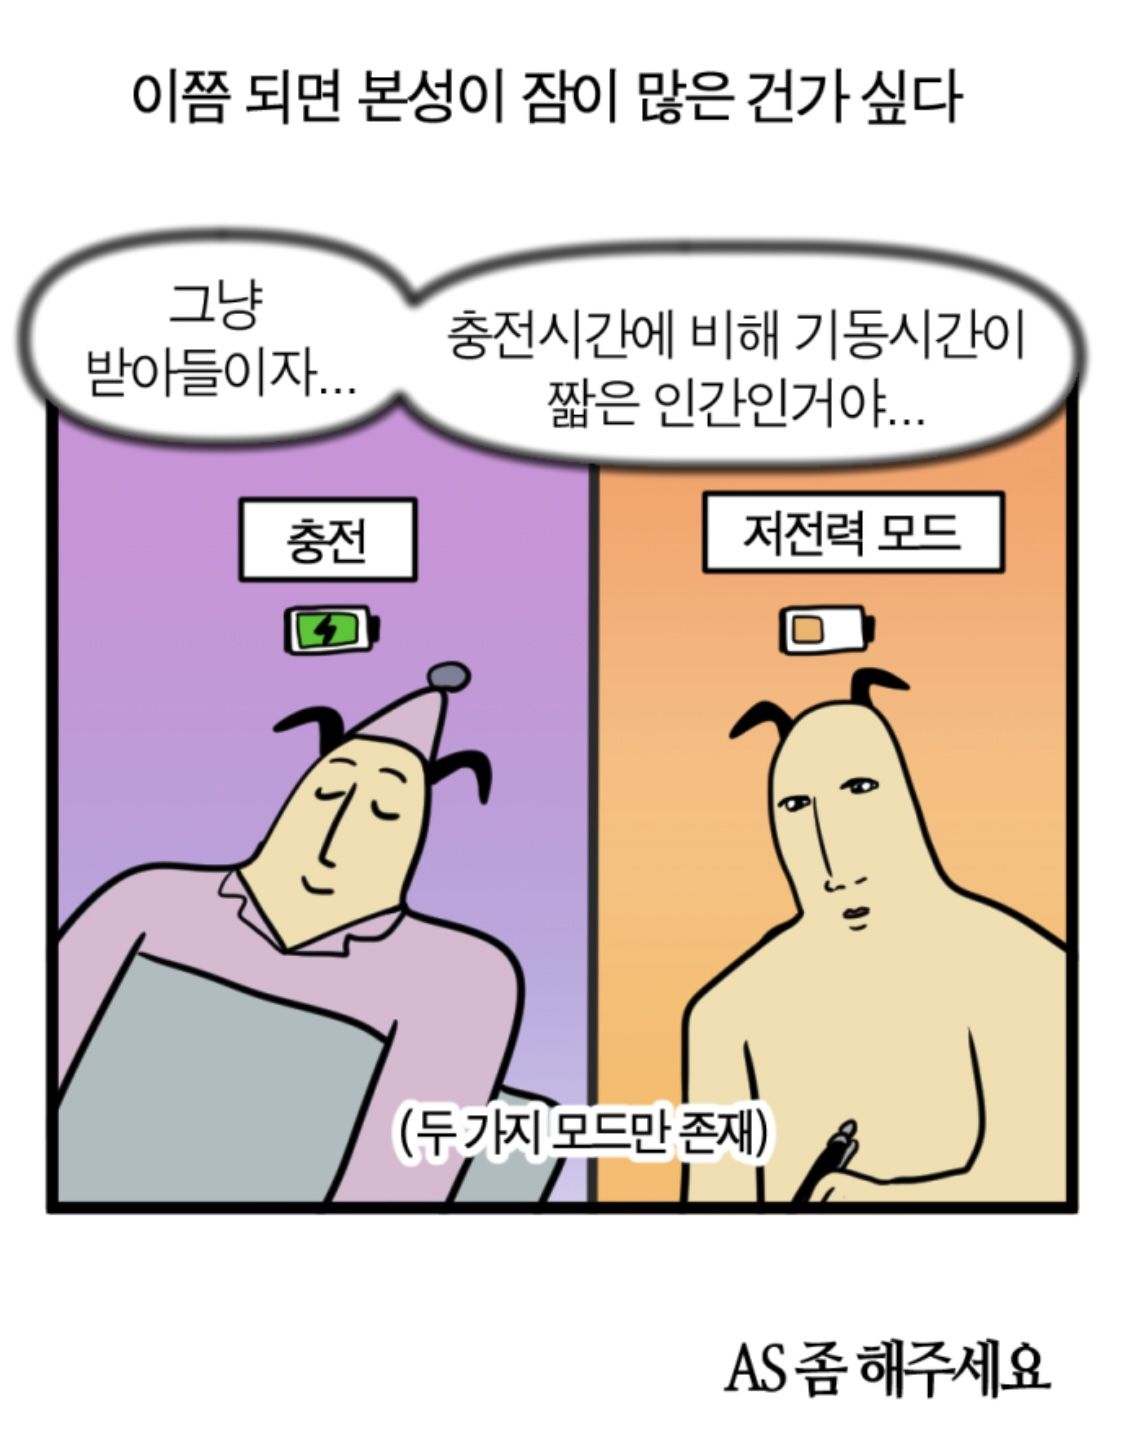 이쯤 되면 본성이 잠이 많은 건가 싶다
그냥
받아들이자...
충전시간에 비해 기동시간이
짧은 인간인거야...
충전
저전력 모드
(두 가지 모드만 존재)
AS 좀 해주세요